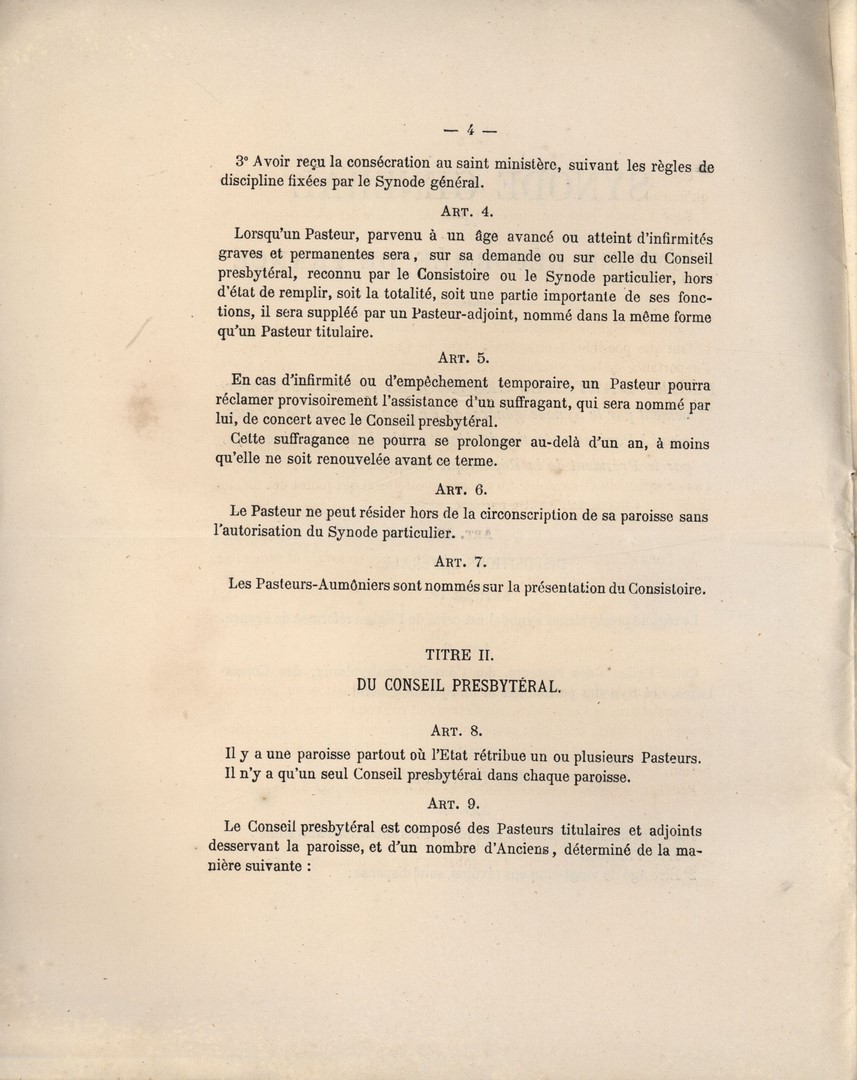 — 4 —
3° Avoir reçu la consécration au saint ministère, suivant les règles de
discipline fixées par le Synode général.
ART. 4.
Lorsqu'un Pasteur, parvenu à un âge avancé ou atteint d'infirmités
graves et permanentes sera, sur sa demande ou sur celle du Conseil
presbytéral, reconnu par le Consistoire ou le Synode particulier, hors
d'état de remplir, soit la totalité, soit une partie importante de ses fonc-
tions, il sera suppléé par un Pasteur-adjoint, nommé dans la même forme
qu'un Pasteur titulaire.
ART. 5.
En cas d'infirmité ou d'empêchement temporaire, un Pasteur pourra
réclamer provisoirement l'assistance d'un suffragant, qui sera nommé par
lui, de concert avec le Conseil presbytéral.
Cette suffragance ne pourra se prolonger au-delà d'un an, à moins
qu'elle ne soit renouvelée avant ce terme.
ART. 6.
Le Pasteur ne peut résider hors de la circonscription de sa paroisse sans
l'autorisation du Synode particulier.
ART. 7.
Les Pasteurs-Aumôniers sont nommés sur la présentation du Consistoire.
TITRE II.
DU CONSEIL PRESBYTÉRAL.
ART. 8.
Il y a une paroisse partout où l'Etat rétribue un ou plusieurs Pasteurs.
Il n'y a qu'un seul Conseil presbytéral dans chaque paroisse.
ART. 9.
Le Conseil presbytéral est composé des Pasteurs titulaires et adjoints
desservant la paroisse, et d'un nombre d'Anciens, déterminé de la ma-
nière suivante :